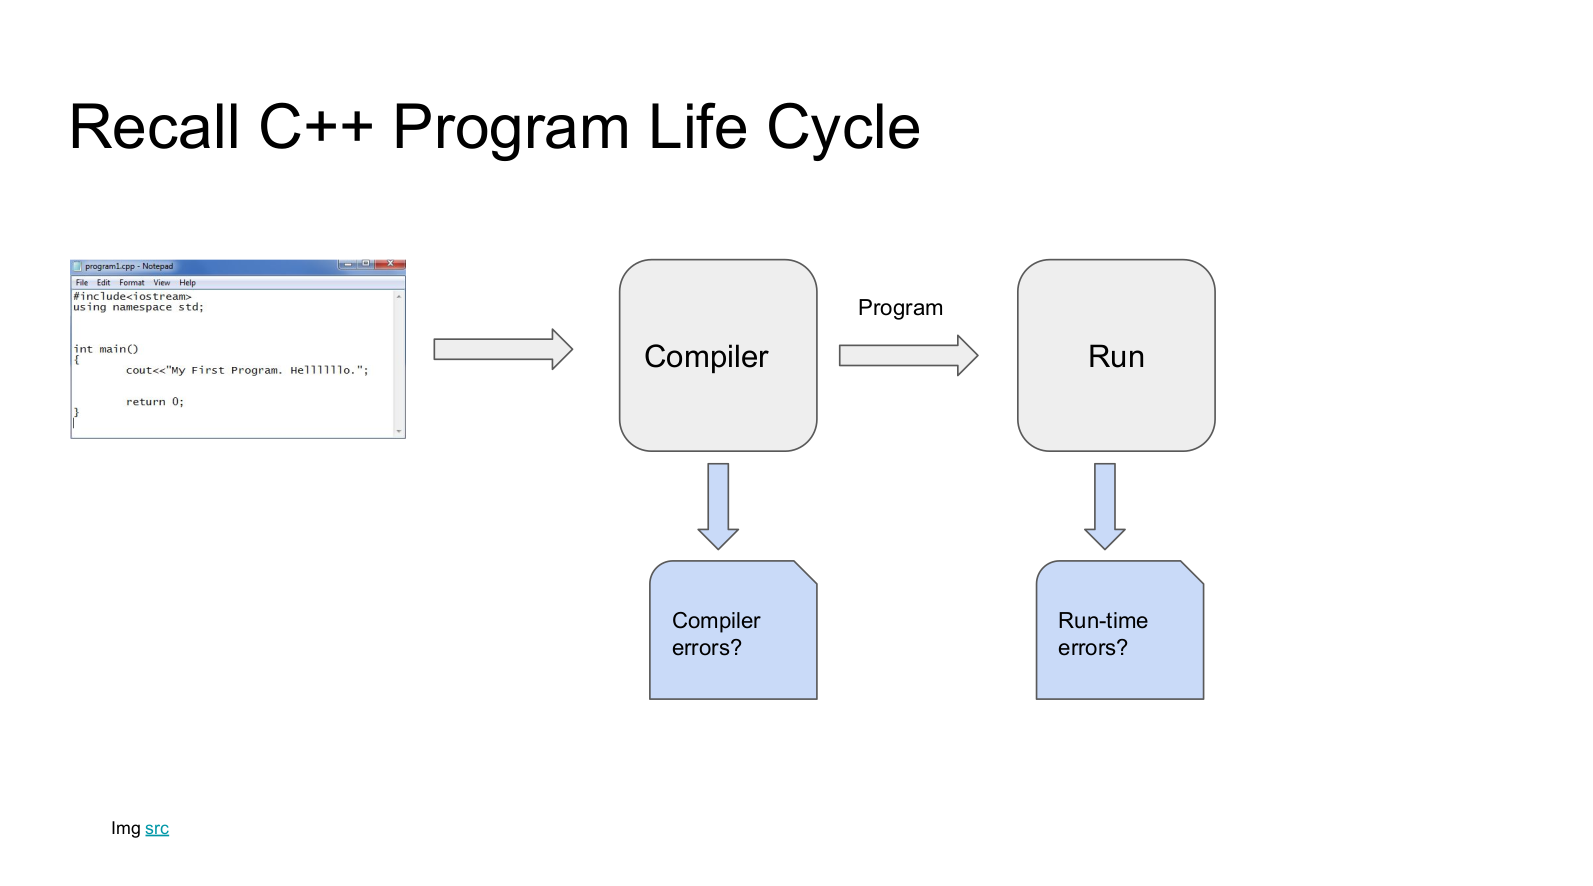 Recall C++ Program Life Cycle
program1.cpp - Notepad
File Edit Format View Help
#include<iostream>
using namespace std;
int main()
{
cout<<"My First Program. Hellllllo.";
return 0;
}
Compiler
Program
Run
Compiler
errors?
Run-time
errors?
Img src